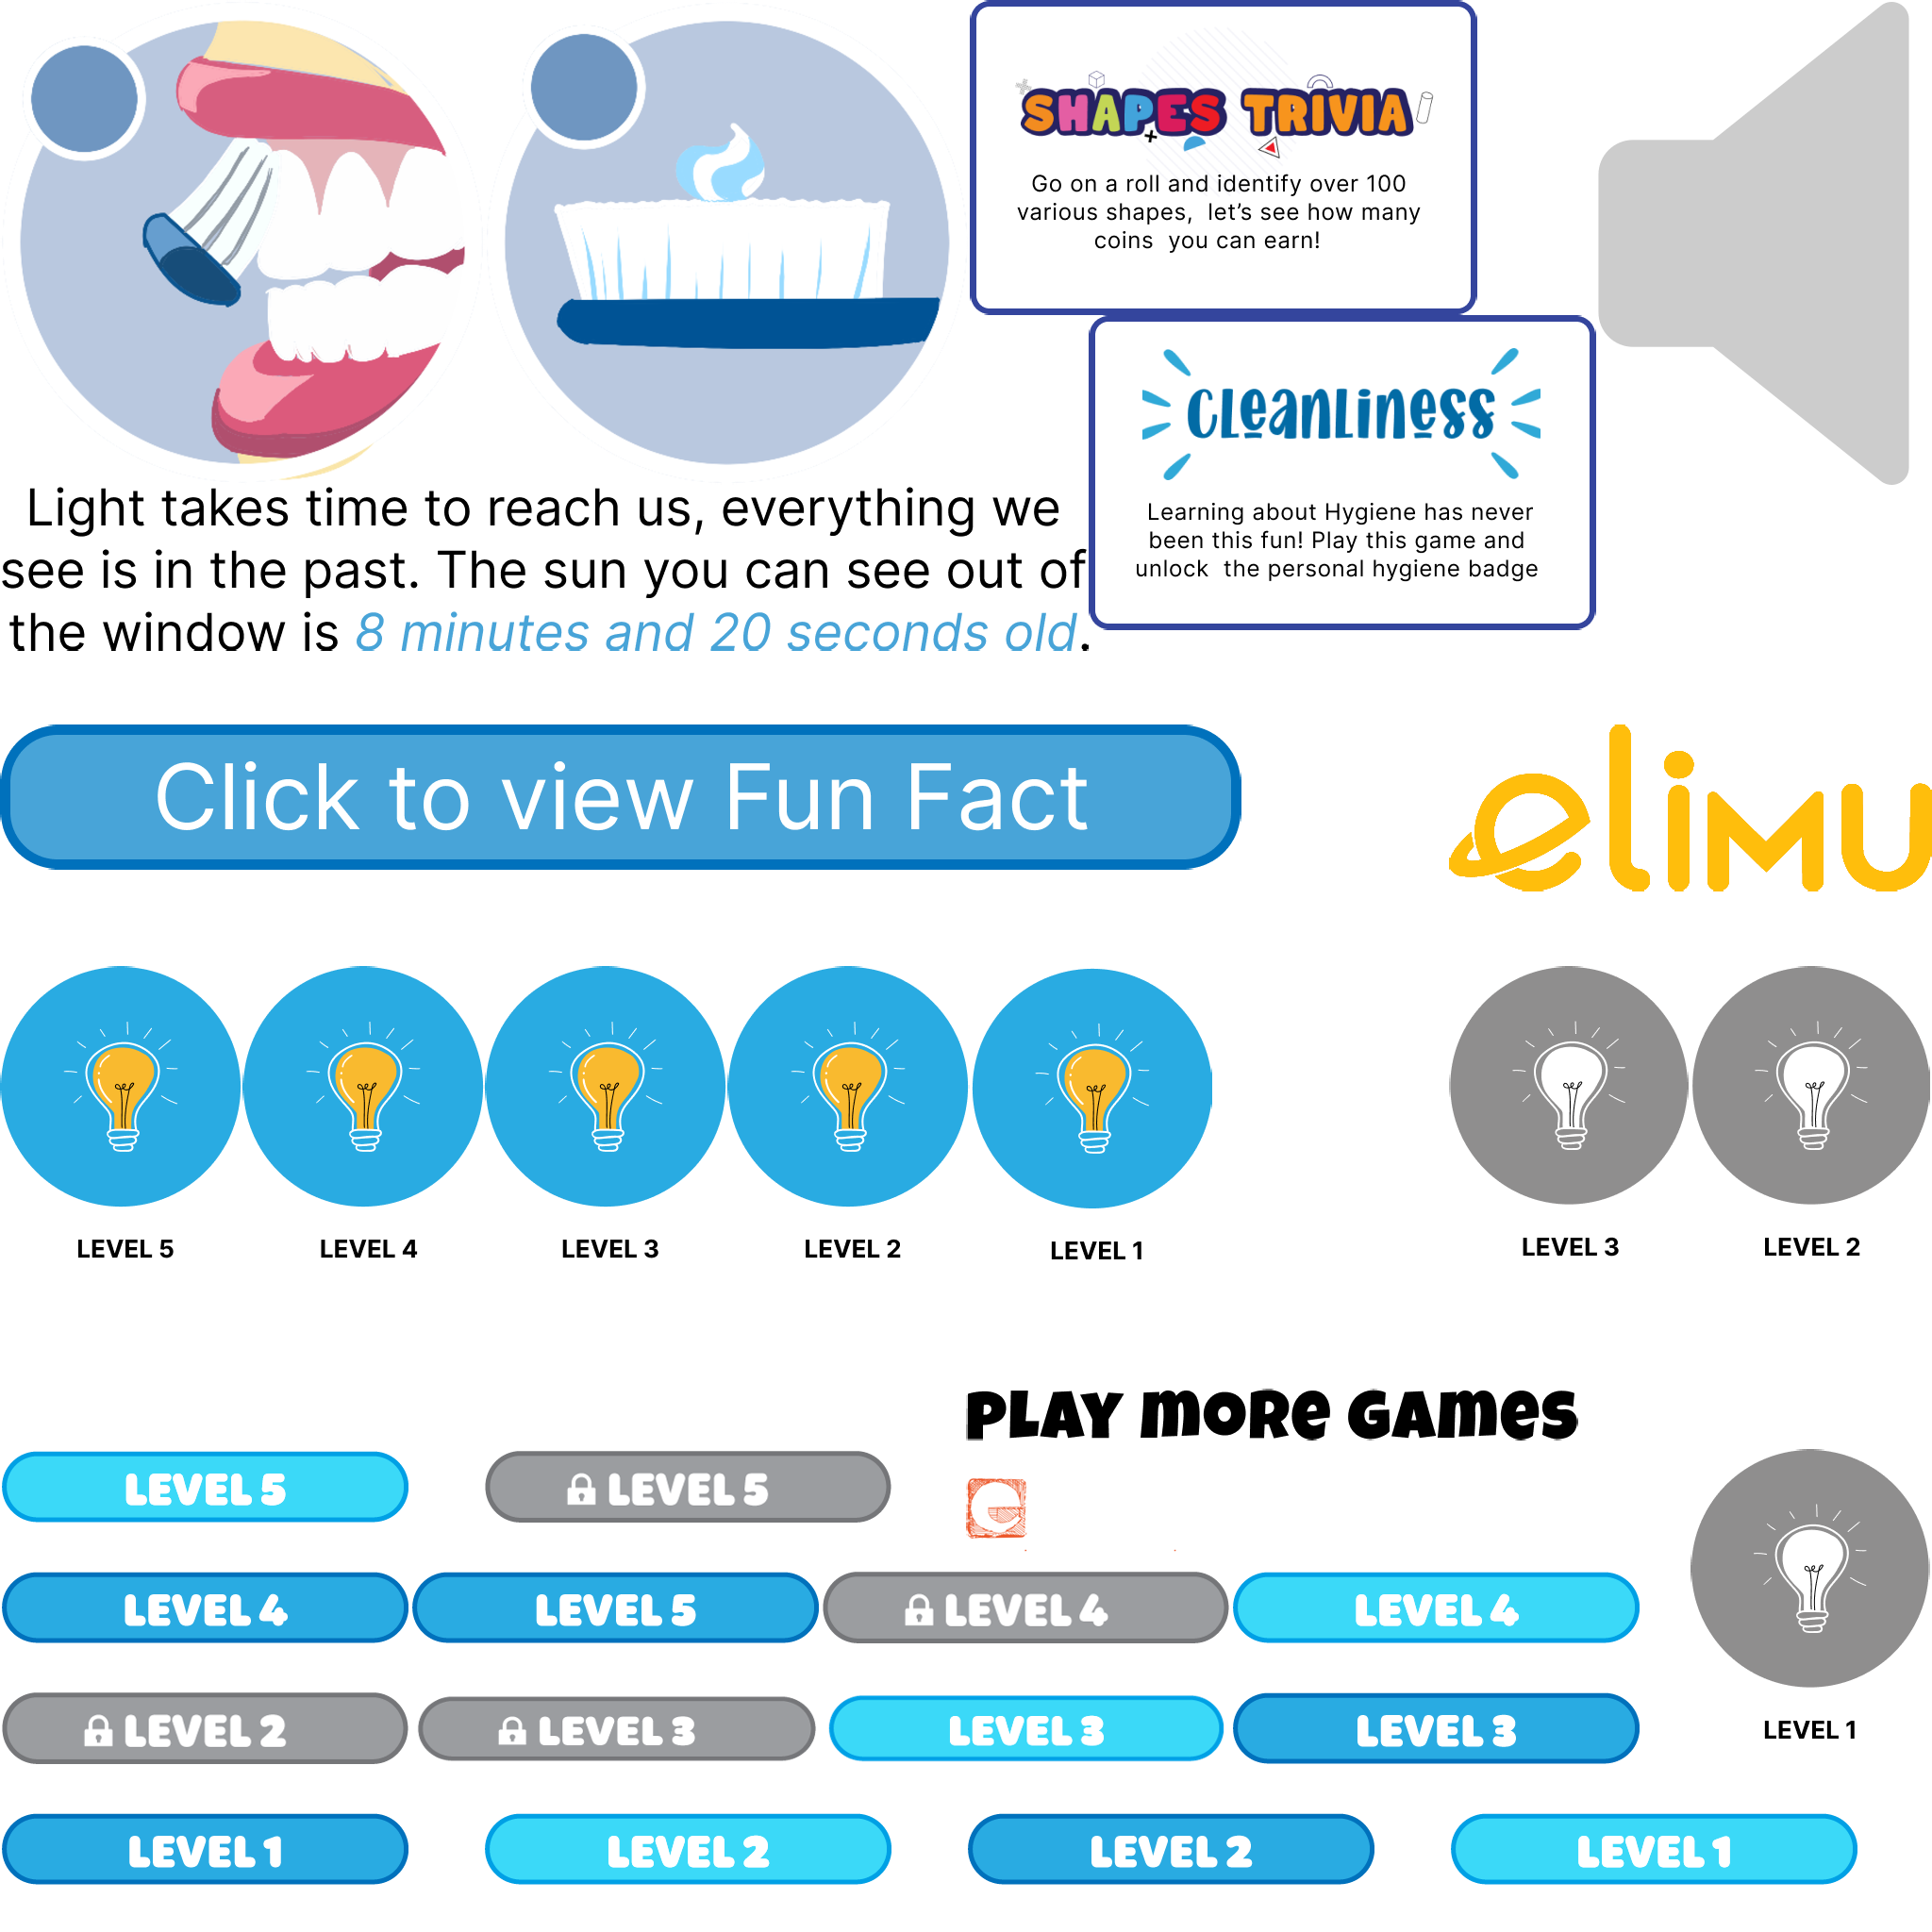 SHAPES TRIVIA
Go on a roll and identify over 100
various shapes, let's see how many
coins you can earn!
cleanliness
Learning about Hygiene has never
been this fun! Play this game and
unlock the personal hygiene badge
Light takes time to reach us, everything we
see is in the past. The sun you can see out of
the window is 8 minutes and 20 seconds old.
Click to view Fun Fact
elimu
LEVEL 5
LEVEL 4
LEVEL 3
LEVEL 2
LEVEL 1
LEVEL 3
LEVEL 2
PLAY MORE GAMES
LEVEL 5
LEVEL 5
e
LEVEL 4
LEVEL 5
LEVEL 4
LEVEL 4
LEVEL 2
LEVEL 3
LEVEL 3
LEVEL 3
LEVEL 1
LEVEL 1
LEVEL 2
LEVEL 2
LEVEL 1